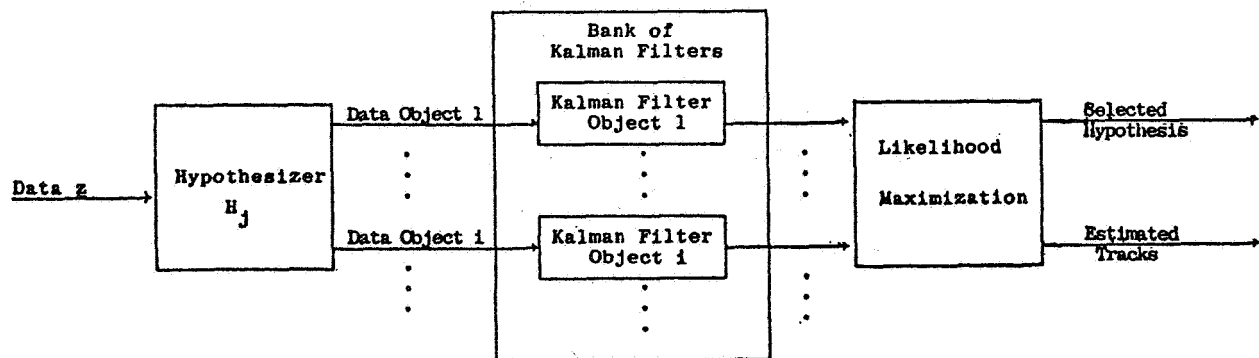 Bank of
Kalman Filters
Data z
Hypothesizer
H_j
Data Object 1
Data Object i
Kalman Filter
Object 1
Kalman Filter
Object i
Likelihood
Maximization
Selected
Hypothesis
Estimated
Tracks